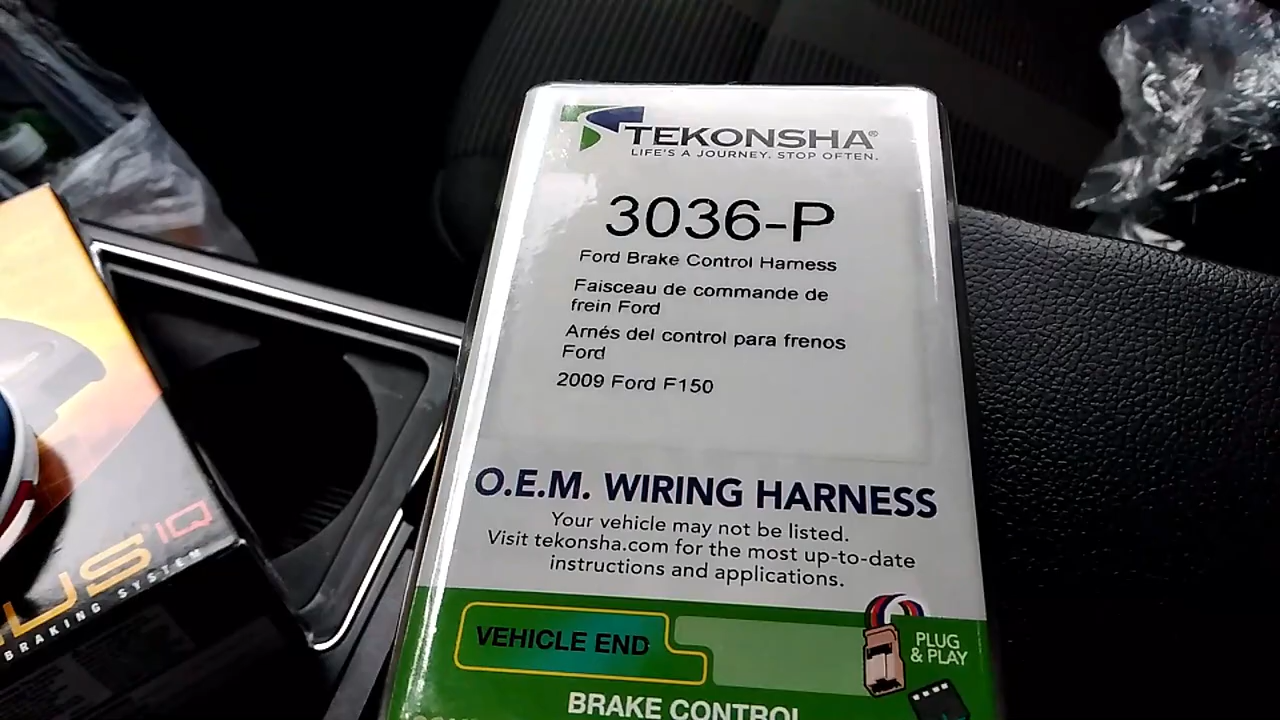 TEKONSHA®
LIFE'S A JOURNEY. STOP OFTEN.
3036-P
Ford Brake Control Harness
Faisceau de commande de
frein Ford
Arnés del control para frenos
Ford
2009 Ford F150
O.E.M. WIRING HARNESS
Your vehicle may not be listed.
Visit tekonsha.com for the most up-to-date
instructions and applications.
VEHICLE END
PLUG
& PLAY
BRAKE CONTROL
IQ
BRAKING SYSTEM